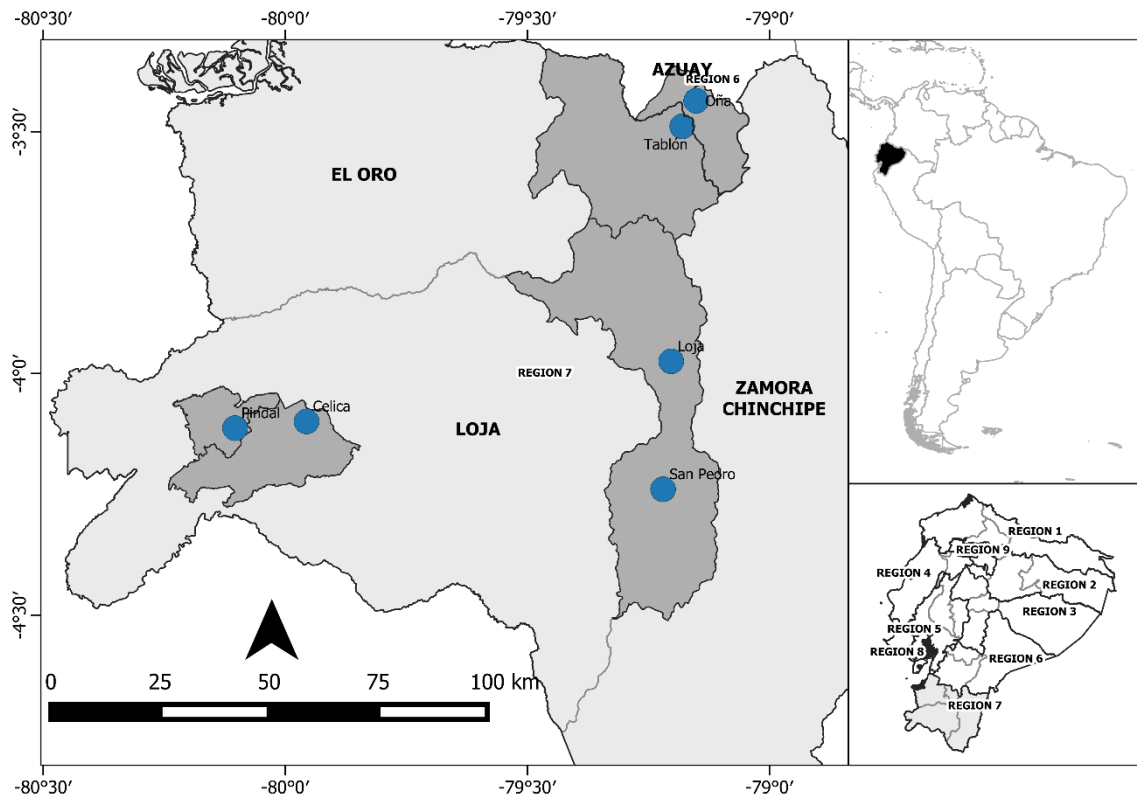 -80°30' -80°0' -79°30' -79°0'
-3°30'
-4°0'
-4°30'
AZUAY
REGION 6
Oña
Tablón
EL ORO
Loja
REGION 7
ZAMORA
CHINCHIPE
Pindal
Celica
LOJA
San Pedro
0 25 50 75 100 km
-80°30' -80°0' -79°30' -79°0'
REGION 1
REGION 9
REGION 4
REGION 2
REGION 3
REGION 5
REGION 8
REGION 6
REGION 7